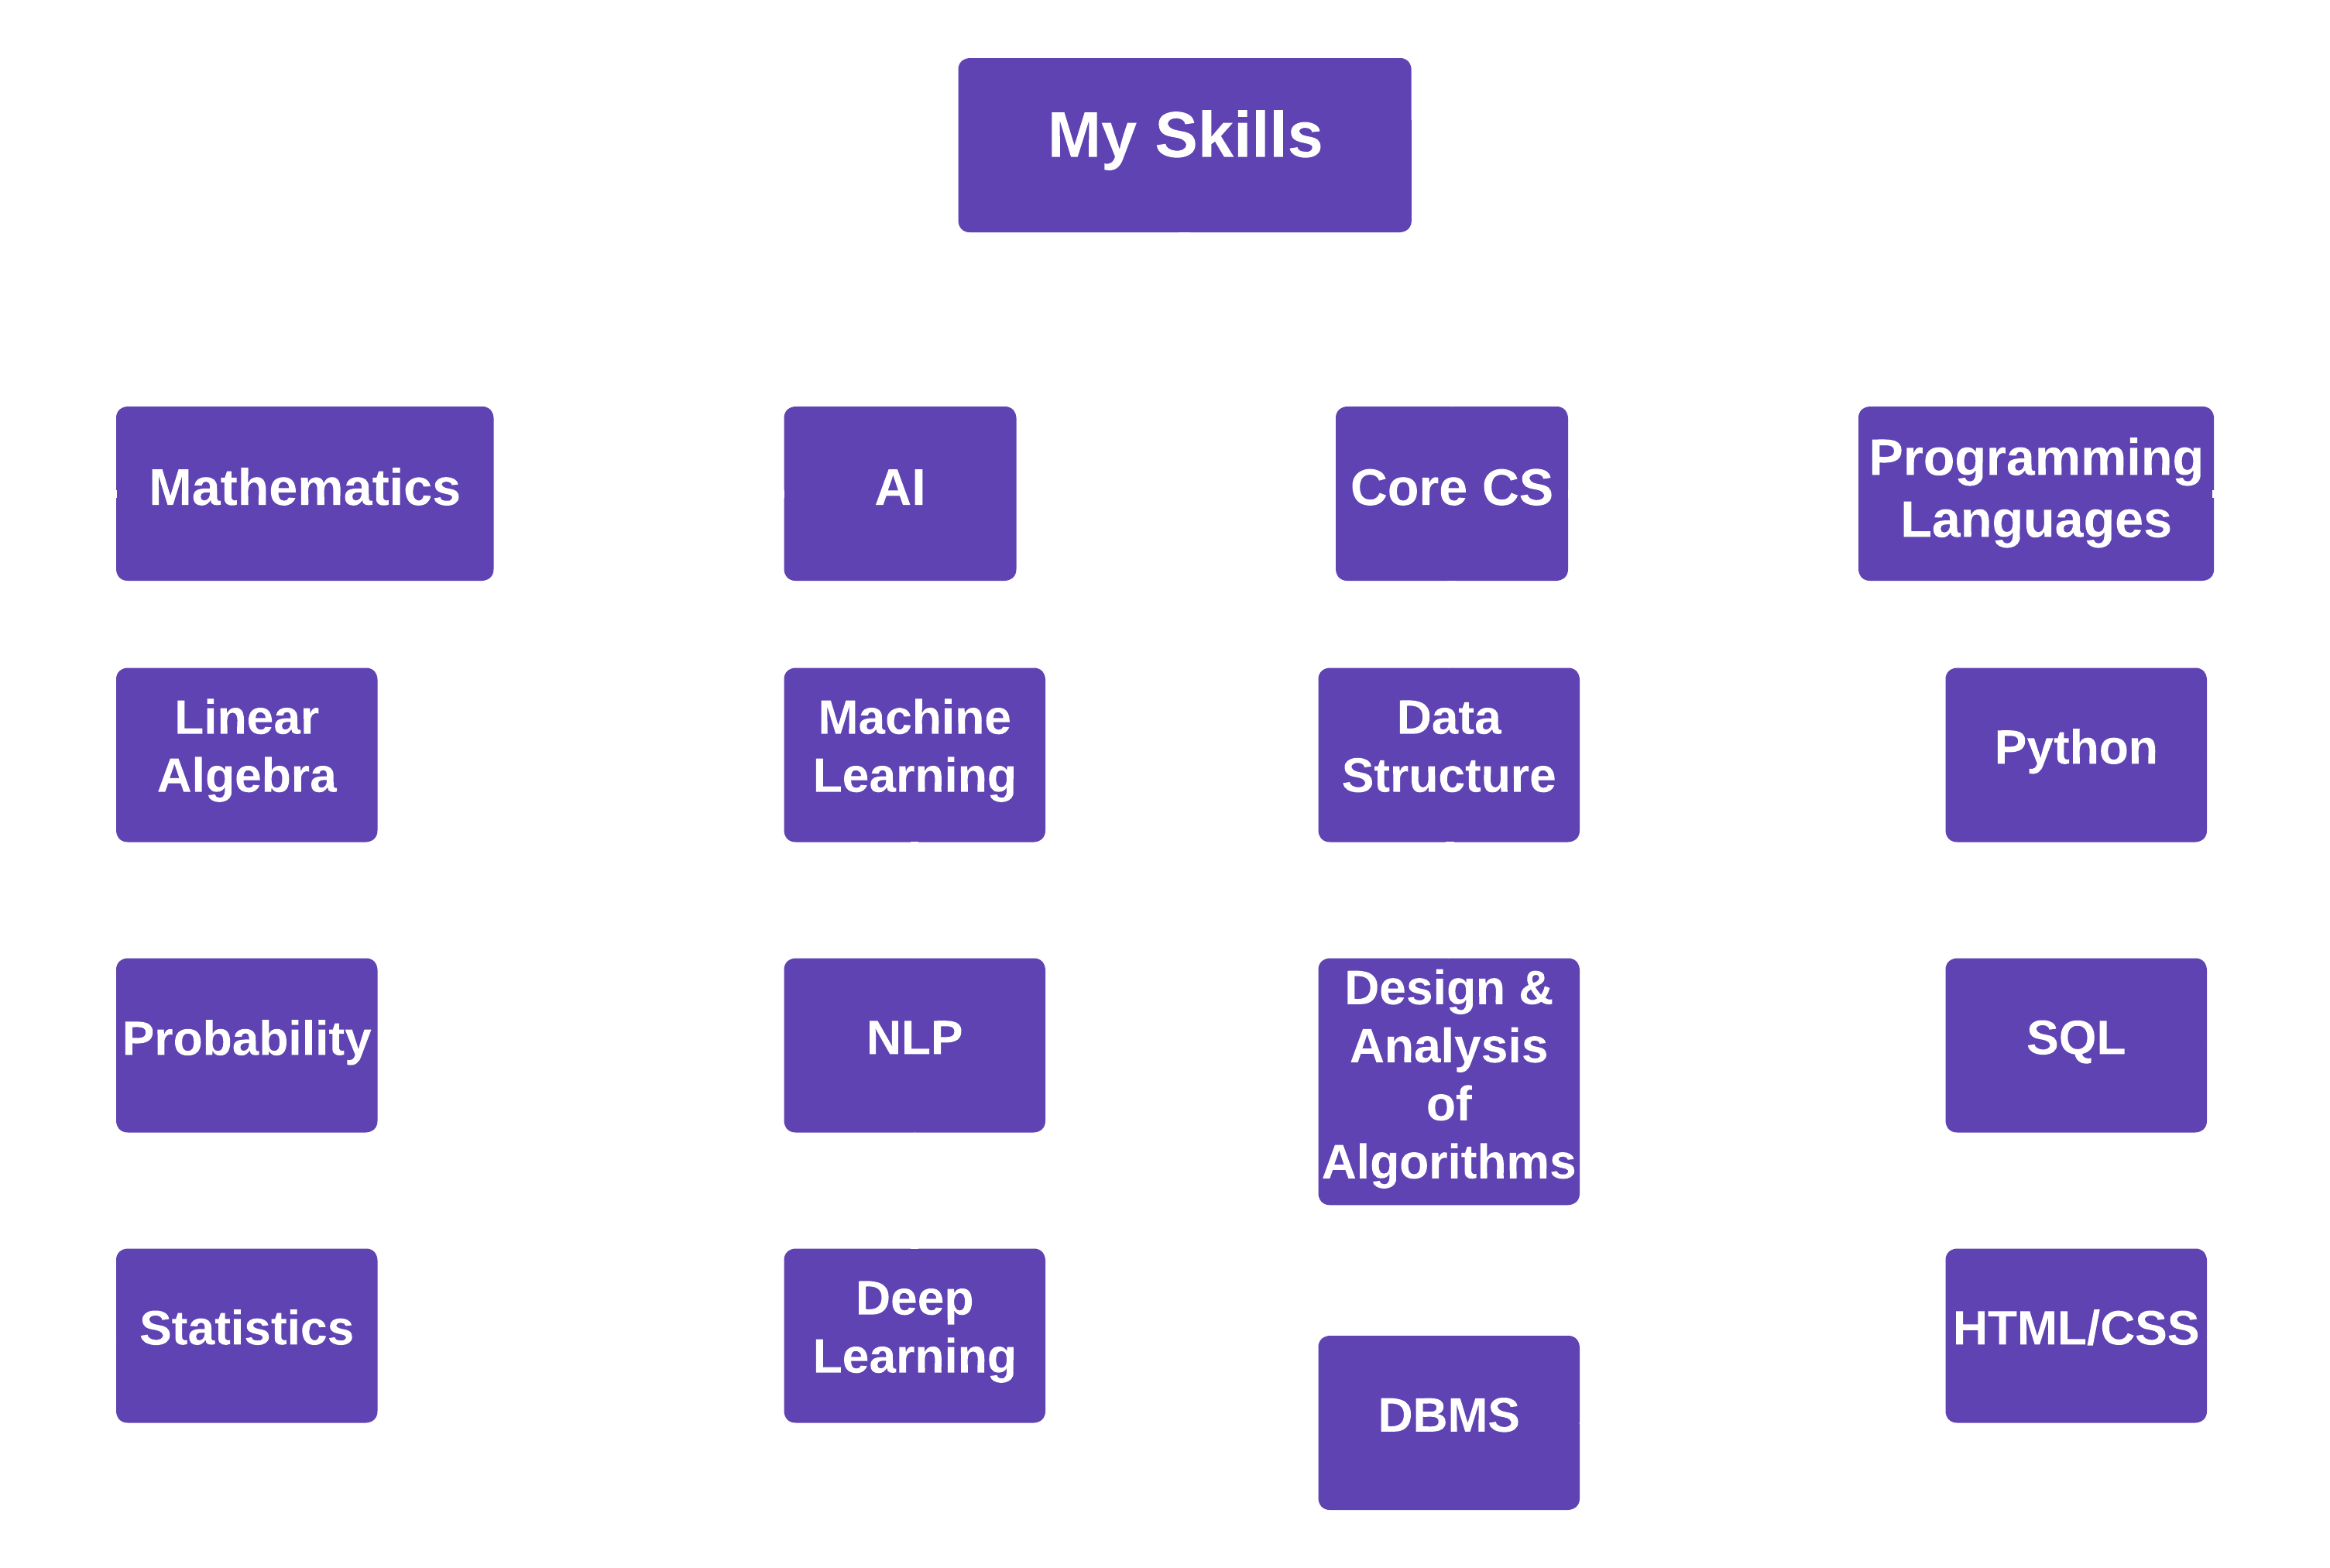 My Skills
Mathematics
AI
Core CS
Programming
Languages
Linear
Algebra
Machine
Learning
Data
Structure
Python
Probability
NLP
Design &
Analysis
of
Algorithms
SQL
Statistics
Deep
Learning
DBMS
HTML/CSS